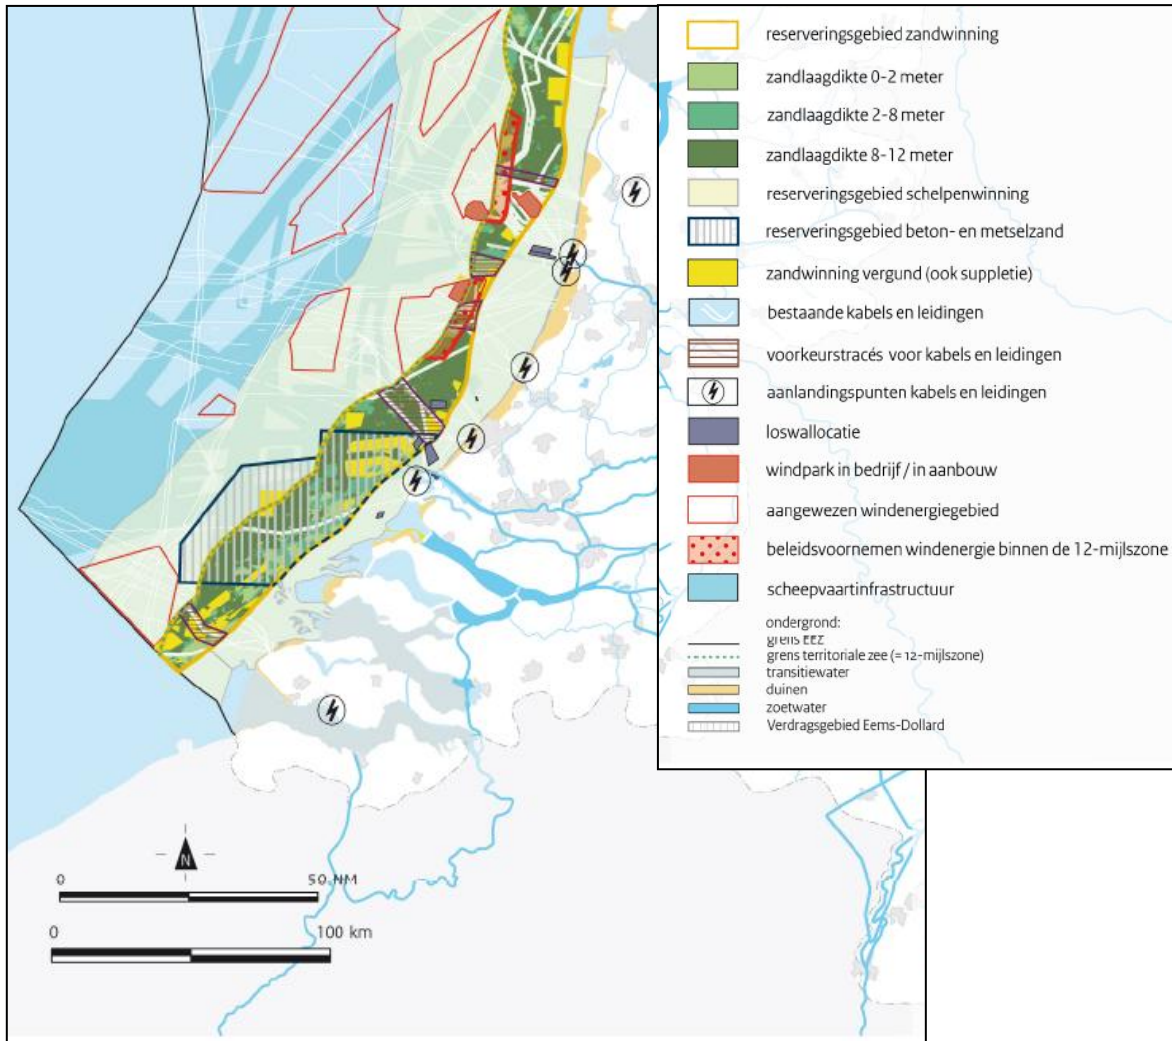 reserveringsgebied zandwinning
zandlaagdikte 0-2 meter
zandlaagdikte 2-8 meter
zandlaagdikte 8-12 meter
reserveringsgebied schelpenwinning
reserveringsgebied beton- en metselzand
zandwinning vergund (ook suppletie)
bestaande kabels en leidingen
voorkeurstracés voor kabels en leidingen
aanlandingspunten kabels en leidingen
loswallocatie
windpark in bedrijf / in aanbouw
aangewezen windenergiegebied
beleidsvoornemen windenergie binnen de 12-mijlszone
scheepvaartinfrastructuur
ondergrond:
grens EEZ
grens territoriale zee (= 12-mijlszone)
transitiewater
duinen
zoetwater
Verdragsgebied Eems-Dollard
N
0 50 NM
0 100 km